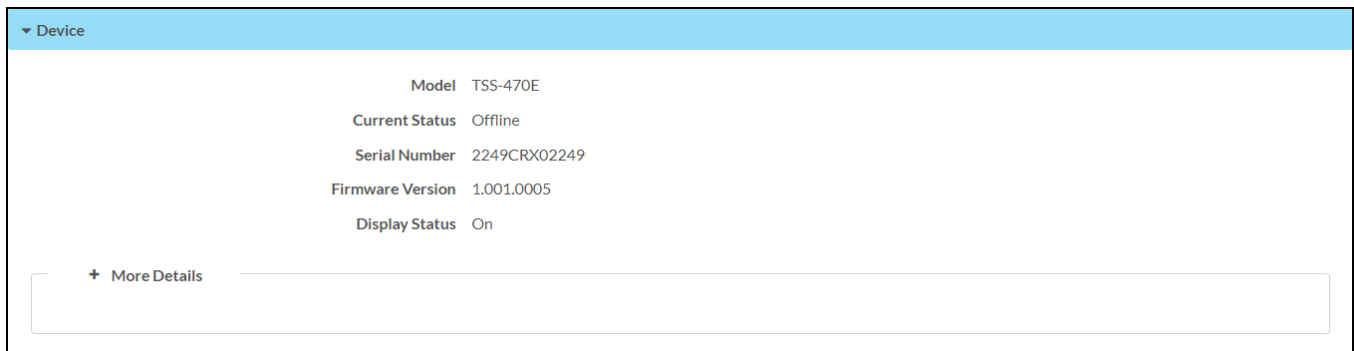 Device
Model TSS-470E
Current Status Offline
Serial Number 2249CRX02249
Firmware Version 1.001.0005
Display Status On
+ More Details